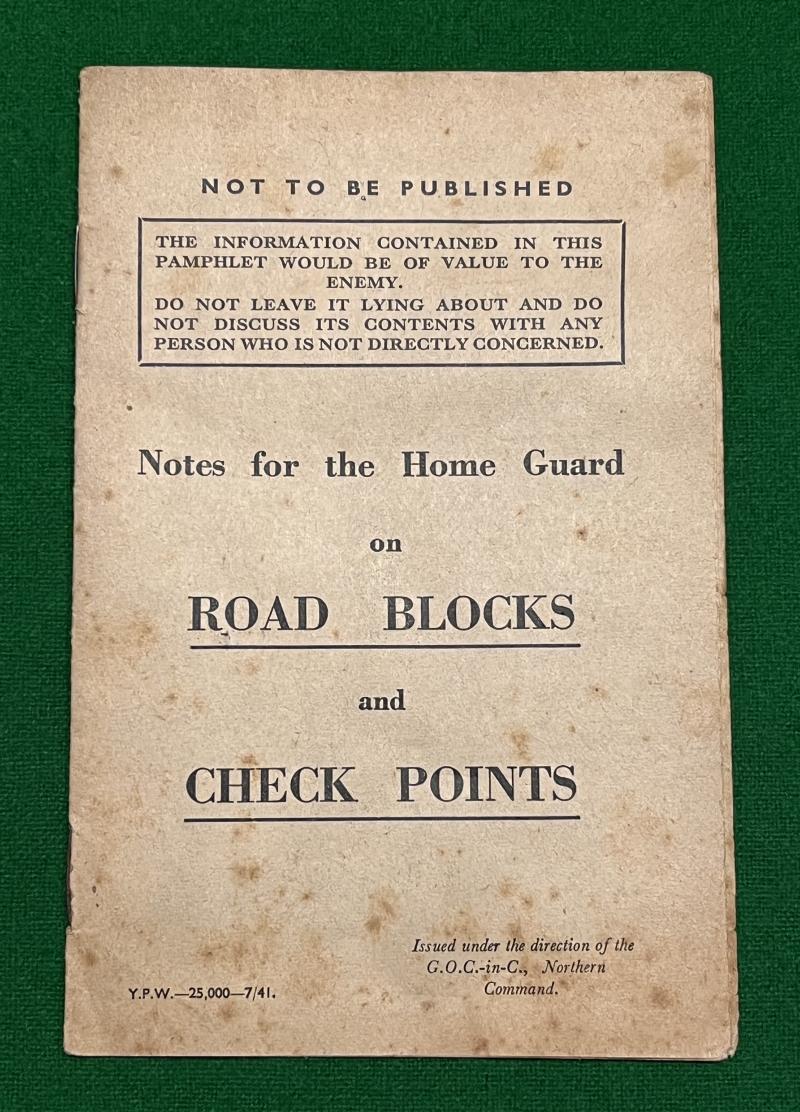 NOT TO BE PUBLISHED
THE INFORMATION CONTAINED IN THIS
PAMPHLET WOULD BE OF VALUE TO THE
ENEMY.
DO NOT LEAVE IT LYING ABOUT AND DO
NOT DISCUSS ITS CONTENTS WITH ANY
PERSON WHO IS NOT DIRECTLY CONCERNED.
Notes for the Home Guard
on
ROAD BLOCKS
and
CHECK POINTS
Issued under the direction of the
G.O.C.-in-C., Northern
Command.
Y.P.W.—25,000—7/41.